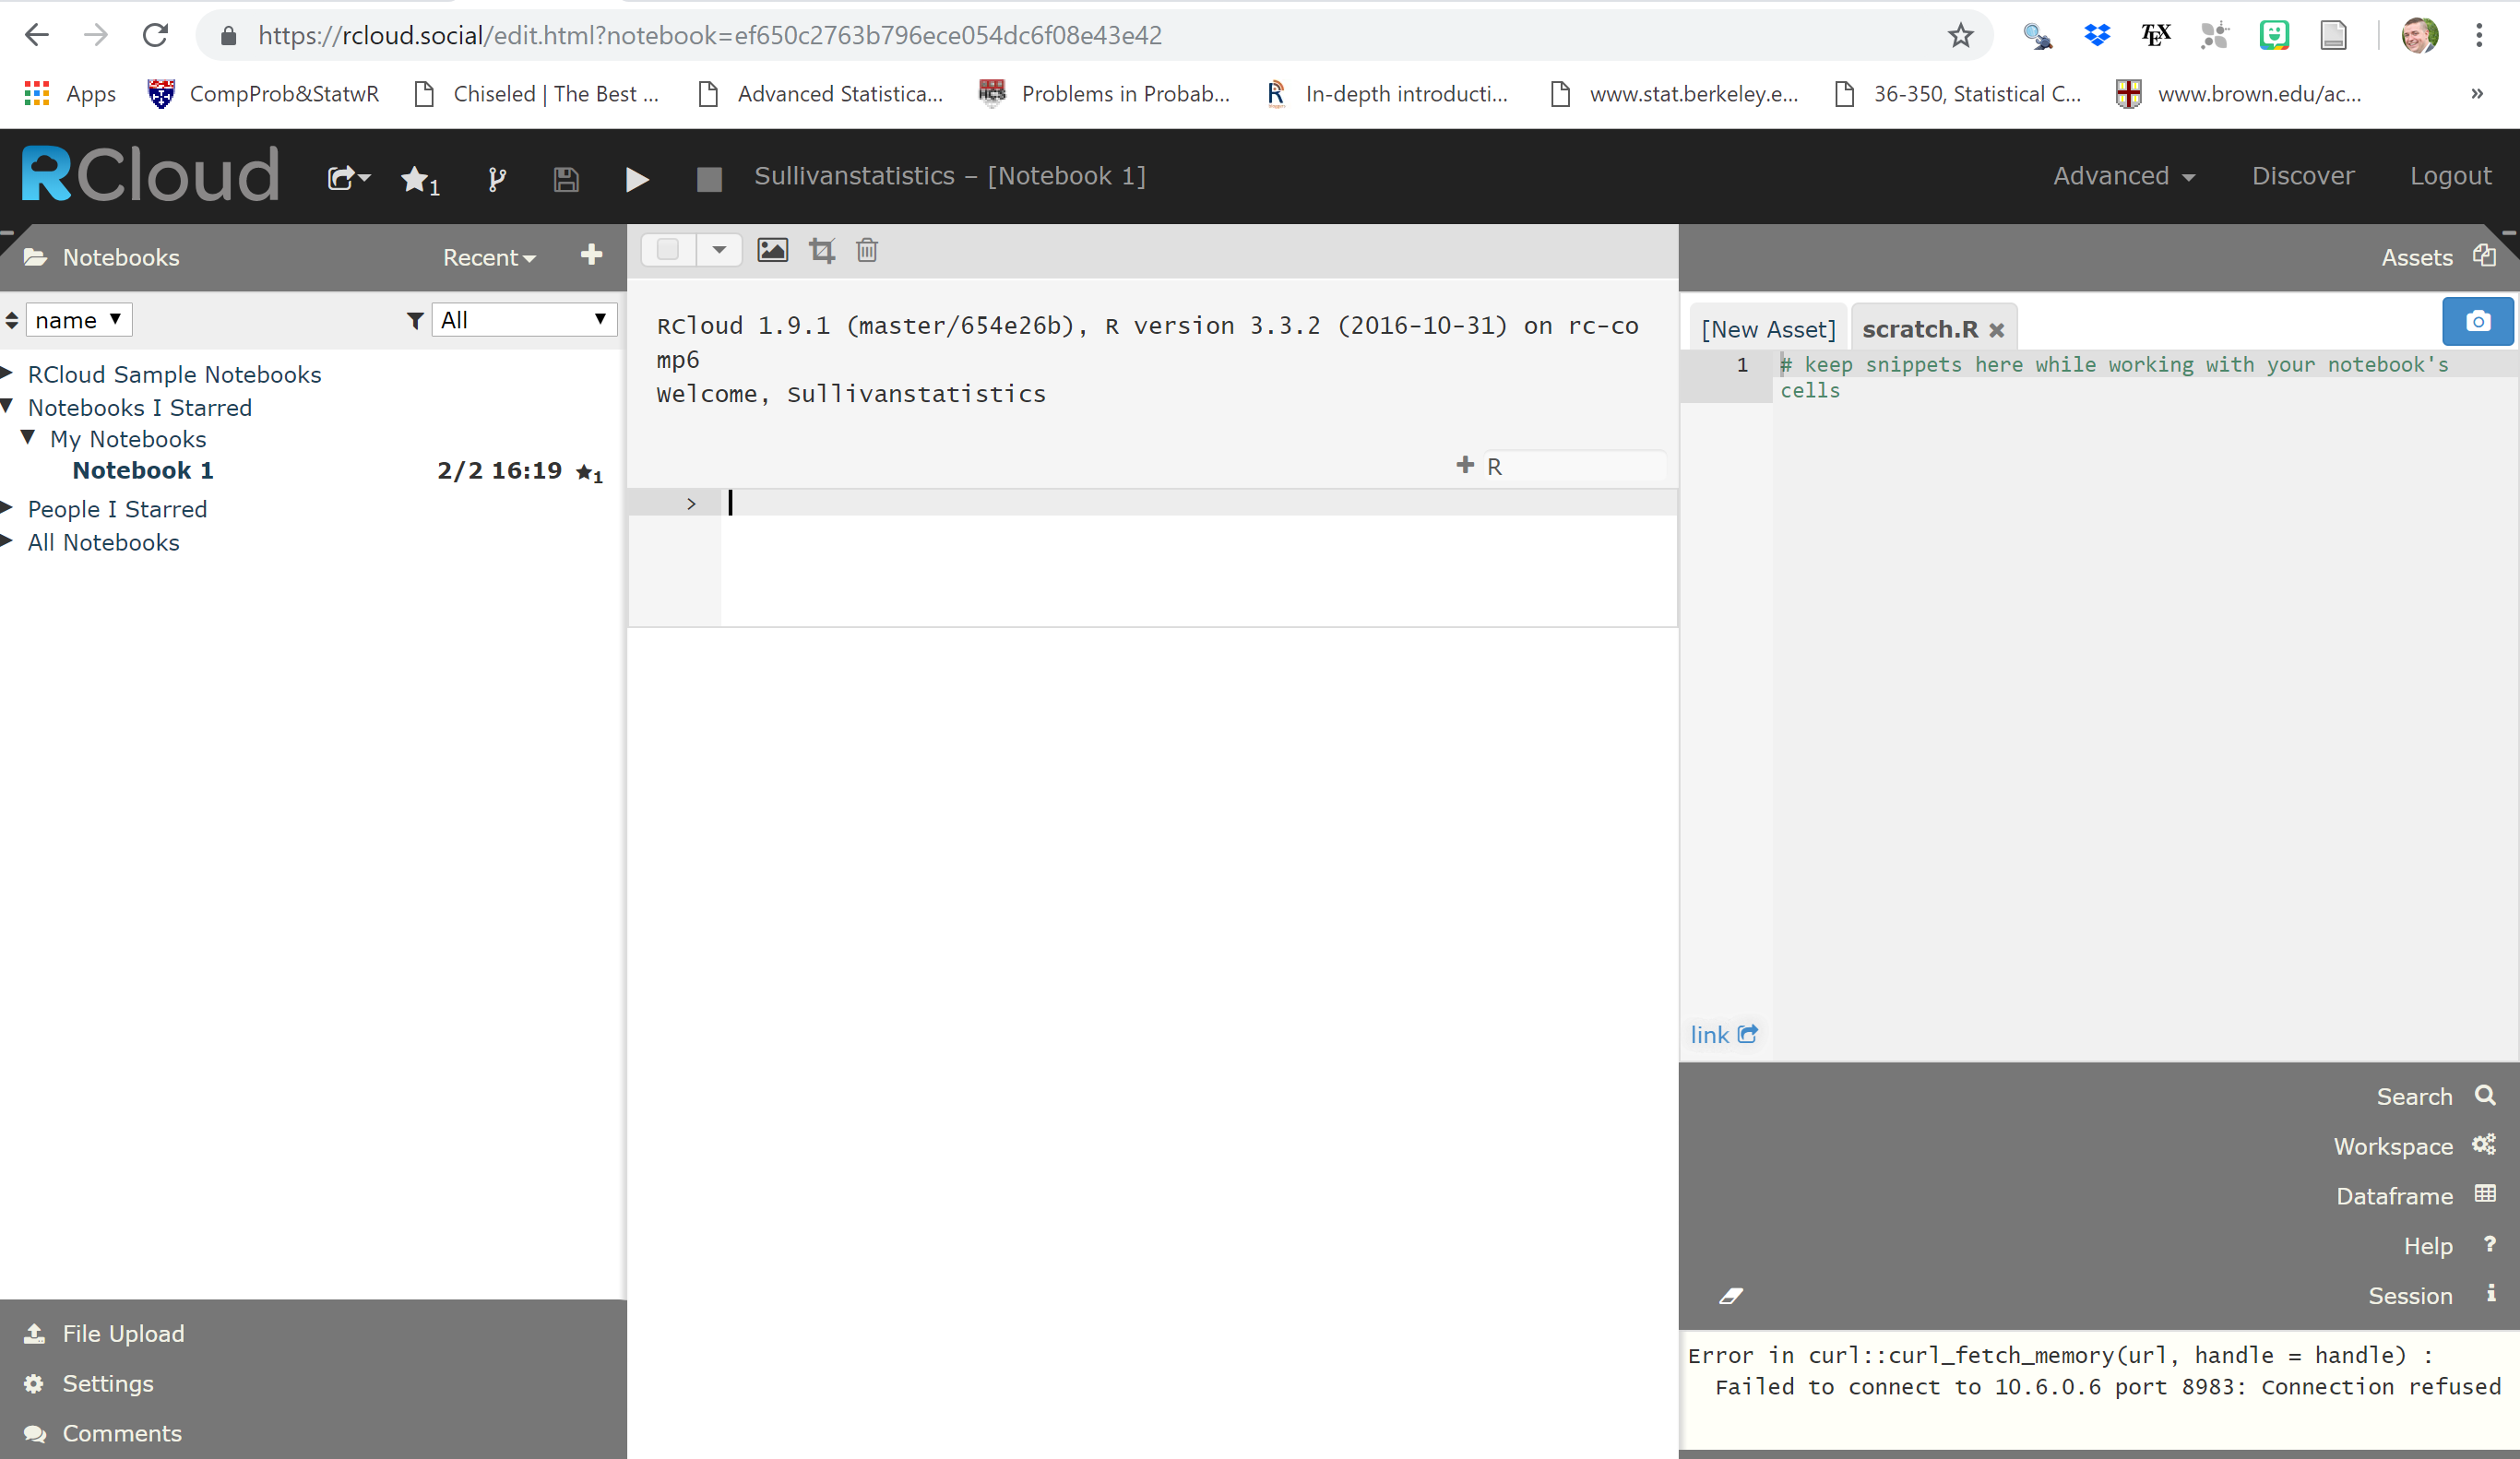 https://rcloud.social/edit.html?notebook=ef650c2763b796ece054dc6f08e43e42
TEX
Apps
CompProb&StatwR
Chiseled | The Best ...
Advanced Statistica...
HCS
Problems in Probab...
R
In-depth introducti...
www.stat.berkeley.e...
36-350, Statistical C...
www.brown.edu/ac...
»
RCloud
1
Sullivanstatistics – [Notebook 1]
Advanced
Discover
Logout
Notebooks
Recent
Assets
name
All
[New Asset]
scratch.R
RCloud 1.9.1 (master/654e26b), R version 3.3.2 (2016-10-31) on rc-co
mp6
Welcome, Sullivanstatistics
R
>
1
# keep snippets here while working with your notebook's
cells
RCloud Sample Notebooks
Notebooks I Starred
My Notebooks
Notebook 1 2/2 16:19 1
People I Starred
All Notebooks
link
Search
Workspace
Dataframe
Help ?
Session i
File Upload
Settings
Comments
Error in curl::curl_fetch_memory(url, handle = handle) :
Failed to connect to 10.6.0.6 port 8983: Connection refused